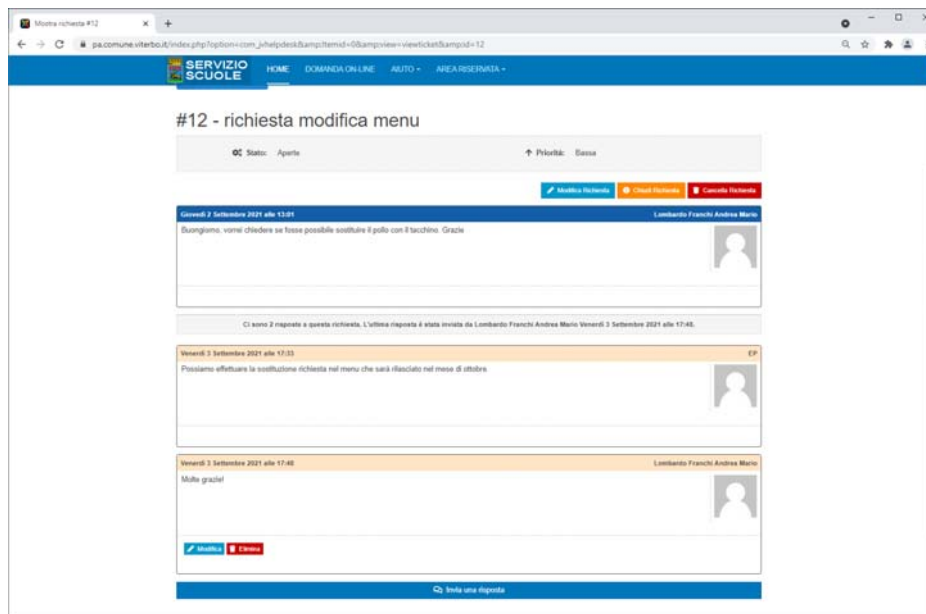 Mostra richiesta #12
pa.comune.viterbo.it/index.php?option=com_jvhelpdesk&amp;Itemid=0&amp;view=viewticket&amp;id=12
SERVIZIO SCUOLE
HOME DOMANDA ON-LINE AIUTO AREA RISERVATA
#12 - richiesta modifica menu
Stato: Aperte Priorità: Bassa
Modifica Richiesta Chiudi Richiesta Cancella Richiesta
Giovedì 2 Settembre 2021 alle 13:01 Lombardo Franchi Andrea Mario
Buongiorno, vorrei chiedere se fosse possibile sostituire il pollo con il tacchino. Grazie
Ci sono 2 risposte a questa richiesta. L'ultima risposta è stata inviata da Lombardo Franchi Andrea Mario Venerdì 3 Settembre 2021 alle 17:48.
Venerdì 3 Settembre 2021 alle 17:33 EP
Possiamo effettuare la sostituzione richiesta nel menu che sarà rilasciato nel mese di ottobre.
Venerdì 3 Settembre 2021 alle 17:48 Lombardo Franchi Andrea Mario
Molte grazie!
Modifica Elimina
Invia una risposta